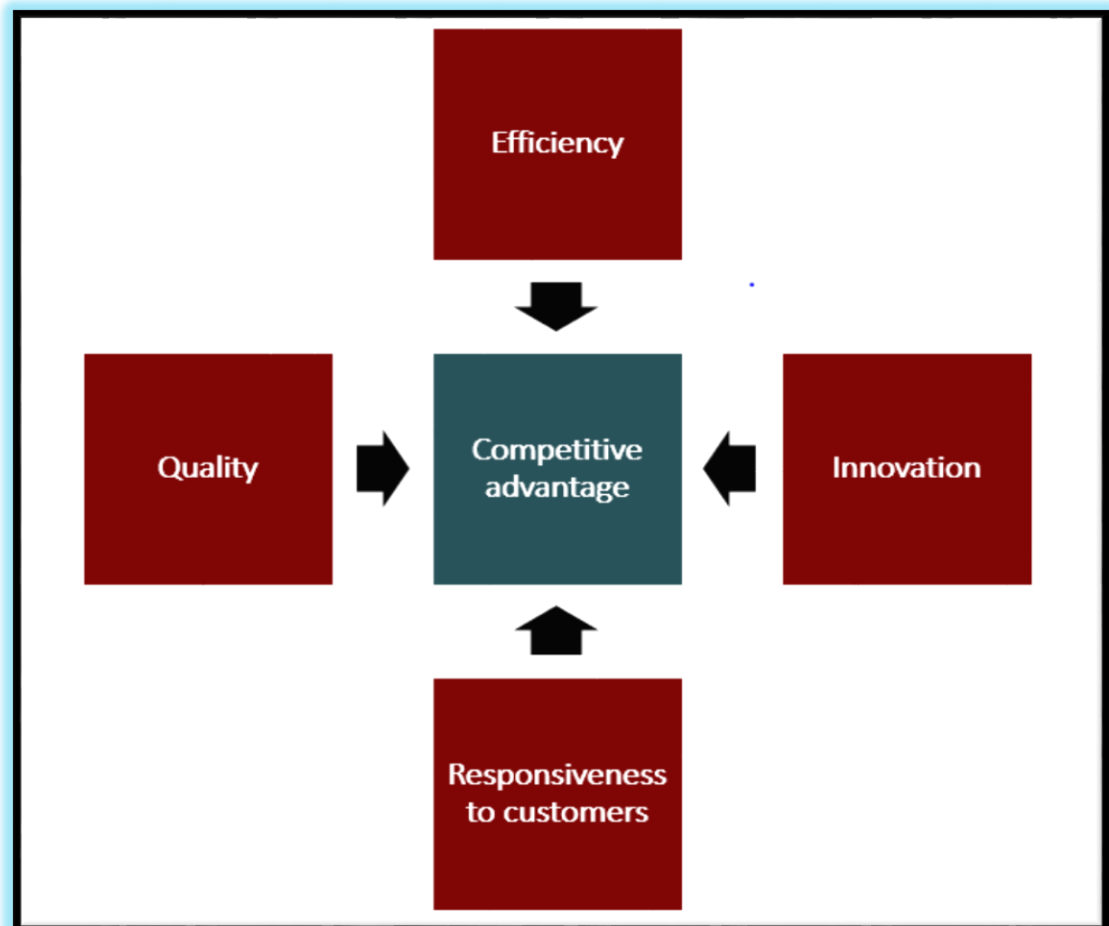 Efficiency
Quality
Competitive
advantage
Innovation
Responsiveness
to customers